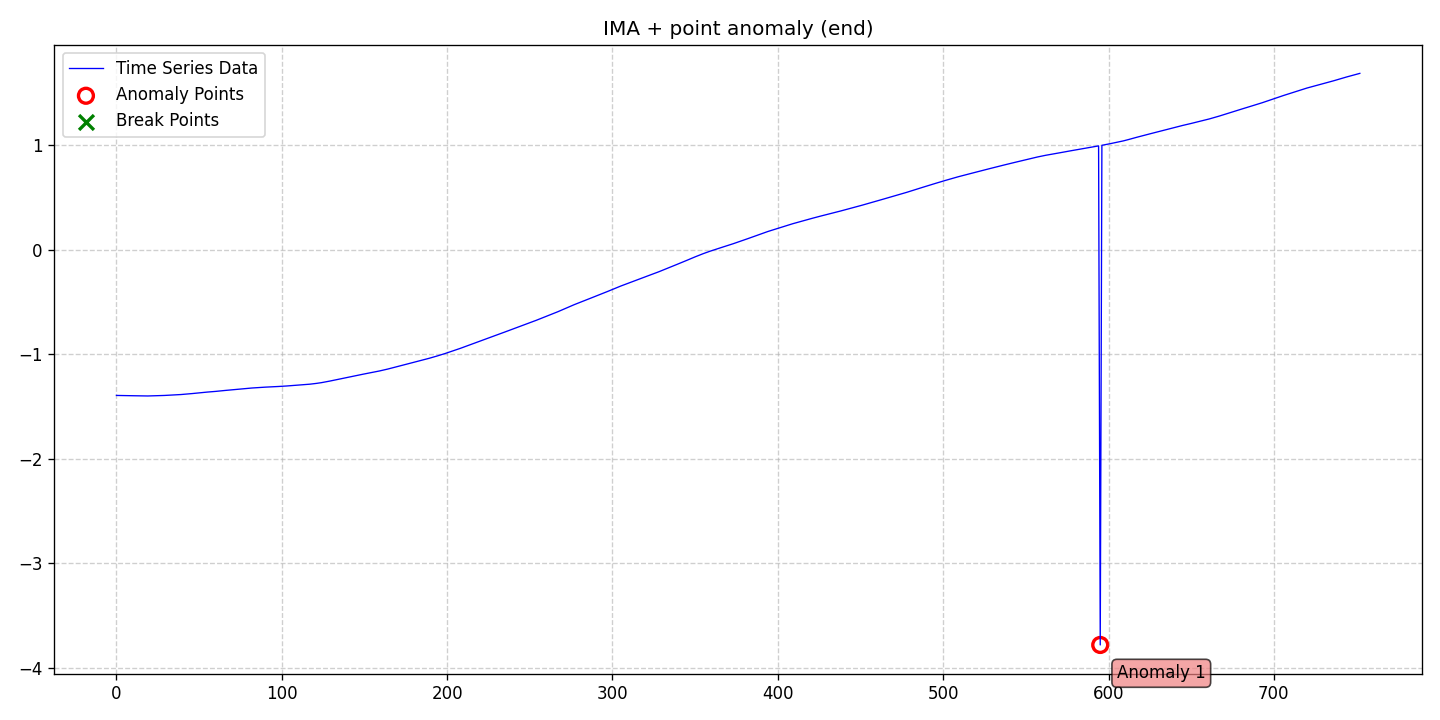 IMA + point anomaly (end)
Time Series Data
Anomaly Points
Break Points
1
0
−1
−2
−3
−4
Anomaly 1
0
100
200
300
400
500
600
700